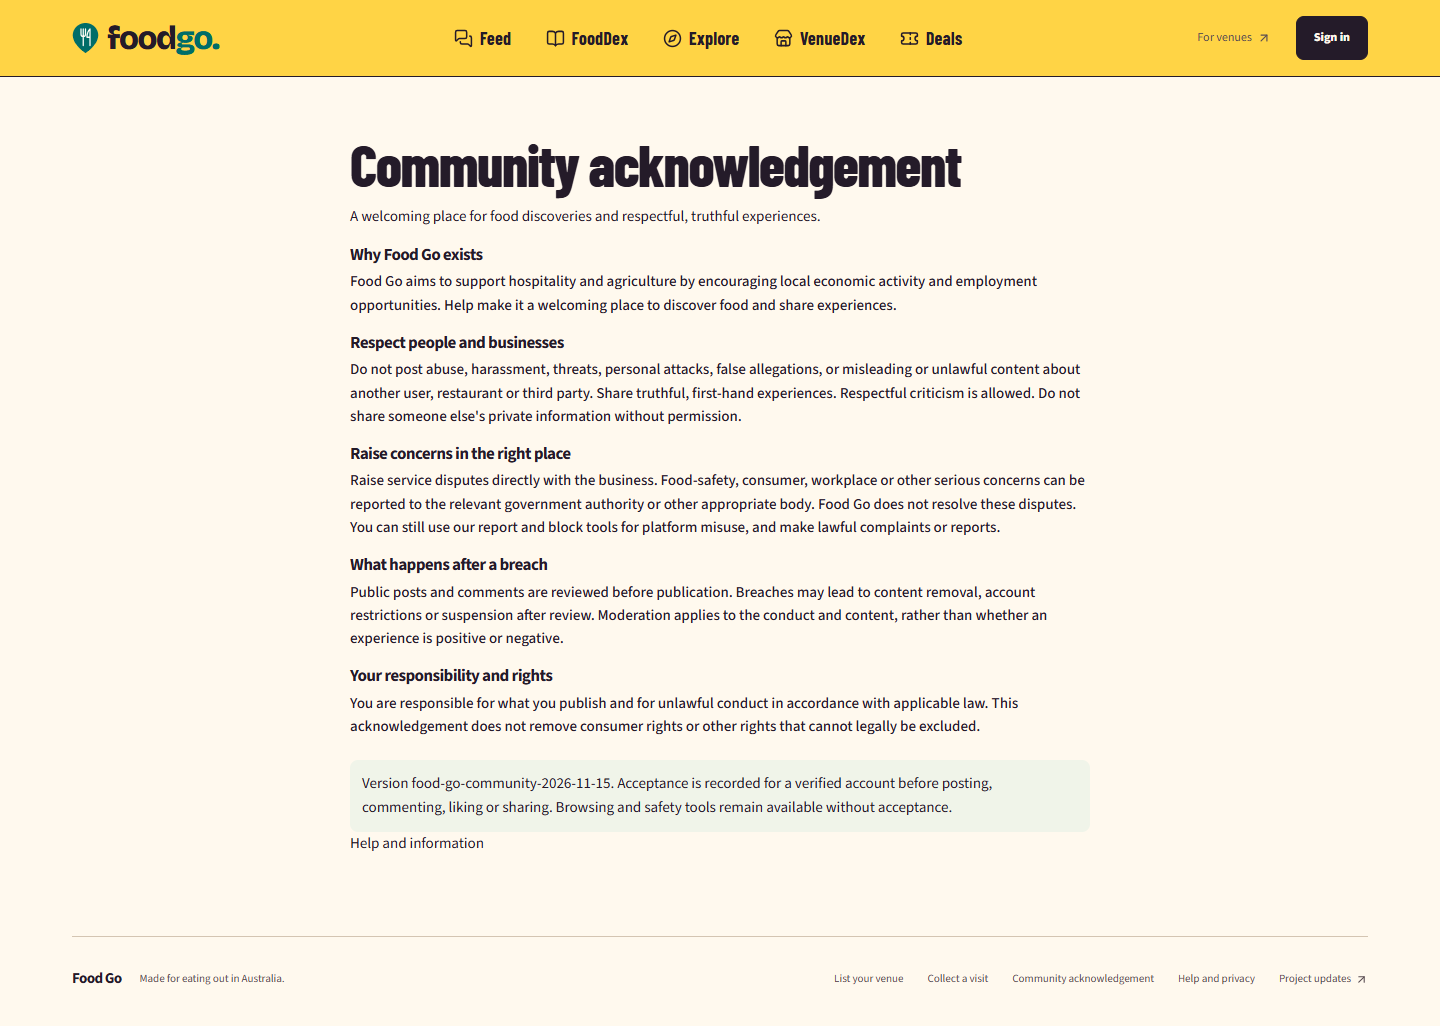 foodgo.
Feed
FoodDex
Explore
VenueDex
Deals
For venues
Sign in
Community acknowledgement
A welcoming place for food discoveries and respectful, truthful experiences.
Why Food Go exists
Food Go aims to support hospitality and agriculture by encouraging local economic activity and employment
opportunities. Help make it a welcoming place to discover food and share experiences.
Respect people and businesses
Do not post abuse, harassment, threats, personal attacks, false allegations, or misleading or unlawful content about
another user, restaurant or third party. Share truthful, first-hand experiences. Respectful criticism is allowed. Do not
share someone else's private information without permission.
Raise concerns in the right place
Raise service disputes directly with the business. Food-safety, consumer, workplace or other serious concerns can be
reported to the relevant government authority or other appropriate body. Food Go does not resolve these disputes.
You can still use our report and block tools for platform misuse, and make lawful complaints or reports.
What happens after a breach
Public posts and comments are reviewed before publication. Breaches may lead to content removal, account
restrictions or suspension after review. Moderation applies to the conduct and content, rather than whether an
experience is positive or negative.
Your responsibility and rights
You are responsible for what you publish and for unlawful conduct in accordance with applicable law. This
acknowledgement does not remove consumer rights or other rights that cannot legally be excluded.
Version food-go-community-2026-11-15. Acceptance is recorded for a verified account before posting,
commenting, liking or sharing. Browsing and safety tools remain available without acceptance.
Help and information
Food Go
Made for eating out in Australia.
List your venue
Collect a visit
Community acknowledgement
Help and privacy
Project updates